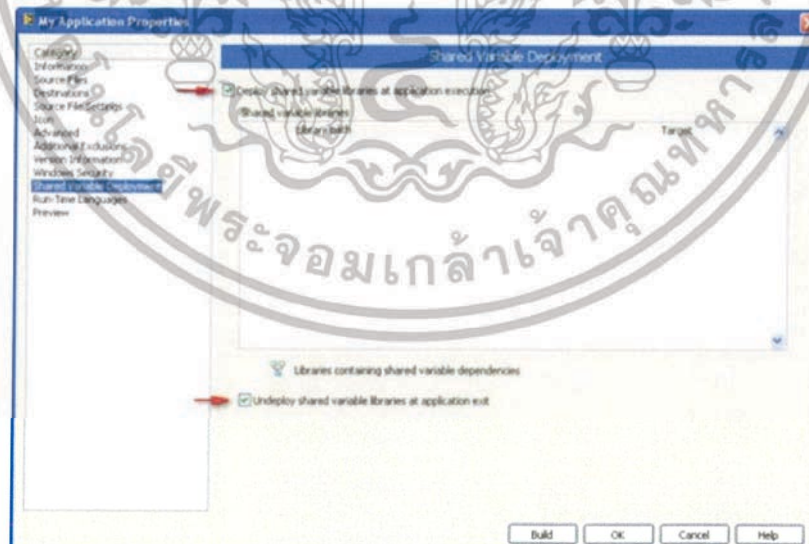 My Application Properties
Category
Information
Source Files
Destinations
Source File Settings
Icon
Advanced
Additional Exclusions
Version Information
Windows Security
Shared Variable Deployment
Run-Time Languages
Preview
Shared Variable Deployment
Deploy shared variable libraries at application execution
Shared variable libraries
Library path Target
Libraries containing shared variable dependencies
Undeploy shared variable libraries at application exit
Build OK Cancel Help
พระจอมเกล้าเจ้าคุณทหาร